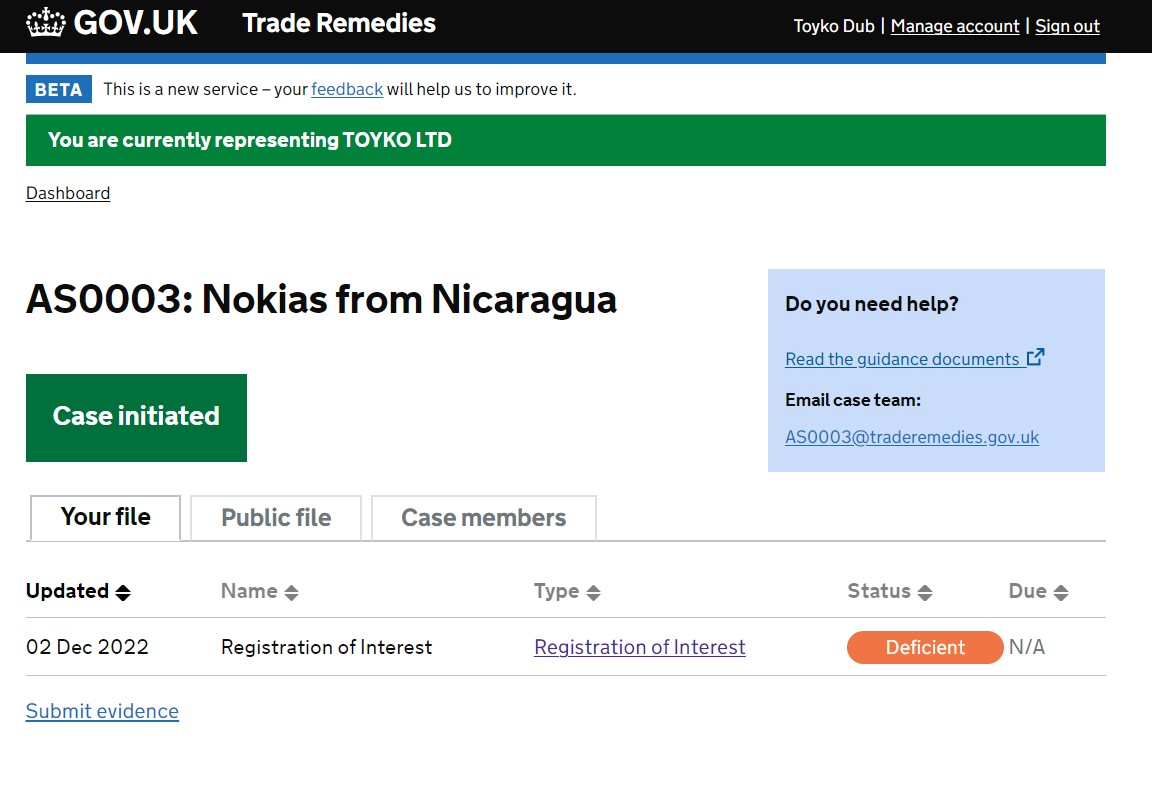 GOV.UK Trade Remedies Toyko Dub | Manage account | Sign out
BETA This is a new service – your feedback will help us to improve it.
You are currently representing TOYKO LTD
Dashboard
AS0003: Nokias from Nicaragua
Case initiated
Do you need help?
Read the guidance documents
Email case team:
AS0003@traderemedies.gov.uk
Your file Public file Case members
Updated Name Type Status Due
02 Dec 2022 Registration of Interest Registration of Interest Deficient N/A
Submit evidence